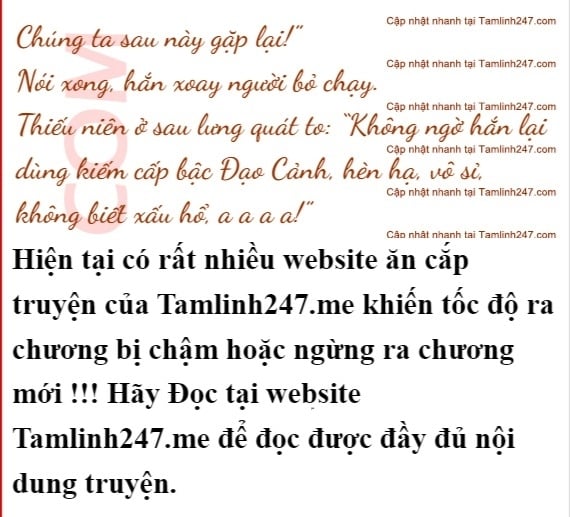 Cập nhật nhanh tại Tamlinh247.com
Chúng ta sau này gặp lại!”
Cập nhật nhanh tại Tamlinh247.com
Nói xong, hắn xoay người bỏ chạy.
Cập nhật nhanh tại Tamlinh247.com
Thiếu niên ở sau lưng quát to: “Không ngờ hắn lại
Cập nhật nhanh tại Tamlinh247.com
dùng kiếm cấp bậc Đạo Cảnh, hèn hạ, vô sỉ,
Cập nhật nhanh tại Tamlinh247.com
không biết xấu hổ, a a a a!”
Cập nhật nhanh tại Tamlinh247.com
COM
Hiện tại có rất nhiều website ăn cắp
truyện của Tamlinh247.me khiến tốc độ ra
chương bị chậm hoặc ngừng ra chương
mới !!! Hãy Đọc tại website
Tamlinh247.me để đọc được đầy đủ nội
dung truyện.